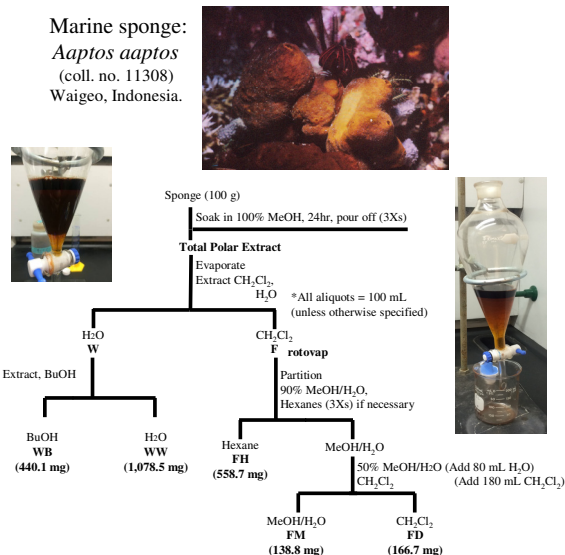 Marine sponge:
Aaptos aaptos
(coll. no. 11308)
Waigeo, Indonesia.
Sponge (100 g)
Soak in 100% MeOH, 24hr, pour off (3Xs)
Total Polar Extract
Evaporate
Extract CH₂Cl₂,
H₂O
*All aliquots = 100 mL
(unless otherwise specified)
H2O
W
CH₂Cl₂
F rotovap
Extract, BuOH
Partition
90% MeOH/H₂O,
Hexanes (3Xs) if necessary
BuOH
WB
(440.1 mg)
H2O
WW
(1,078.5 mg)
Hexane
FH
(558.7 mg)
MeOH/H₂O
50% MeOH/H2O (Add 80 mL H₂O)
CH₂Cl₂ (Add 180 mL CH₂Cl₂)
MeOH/H₂O
FM
(138.8 mg)
CH₂Cl₂
FD
(166.7 mg)